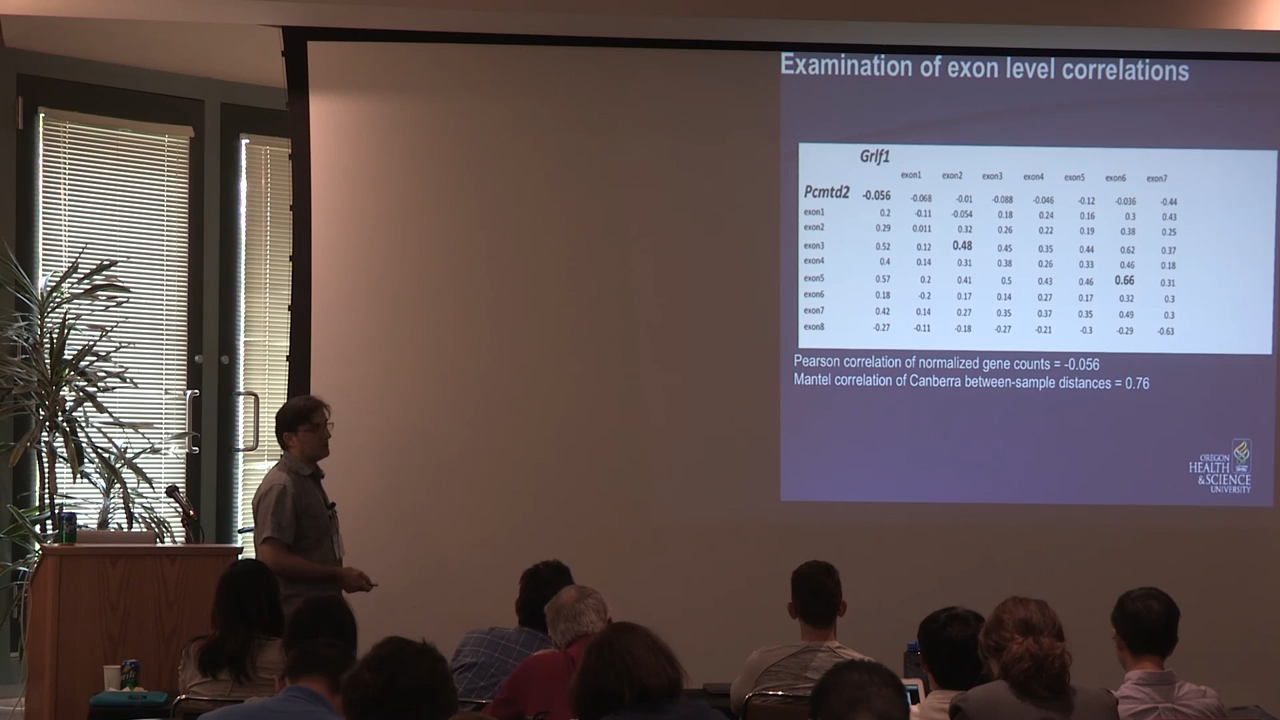 Examination of exon level correlations
Grlf1
exon1 exon2 exon3 exon4 exon5 exon6 exon7
Pcmtd2 -0.056 -0.068 -0.01 -0.088 -0.046 -0.12 -0.036 -0.44
exon1 0.2 -0.11 -0.054 0.18 0.24 0.16 0.3 0.43
exon2 0.29 0.011 0.32 0.26 0.22 0.19 0.38 0.25
exon3 0.52 0.12 0.48 0.45 0.35 0.44 0.62 0.37
exon4 0.4 0.14 0.31 0.38 0.26 0.33 0.46 0.18
exon5 0.57 0.2 0.41 0.5 0.43 0.46 0.66 0.31
exon6 0.18 -0.2 0.17 0.14 0.27 0.17 0.32 0.3
exon7 0.42 0.14 0.27 0.35 0.37 0.35 0.49 0.3
exon8 -0.27 -0.11 -0.18 -0.27 -0.21 -0.3 -0.29 -0.63
Pearson correlation of normalized gene counts = -0.056
Mantel correlation of Canberra between-sample distances = 0.76
OREGON
HEALTH
&SCIENCE
UNIVERSITY